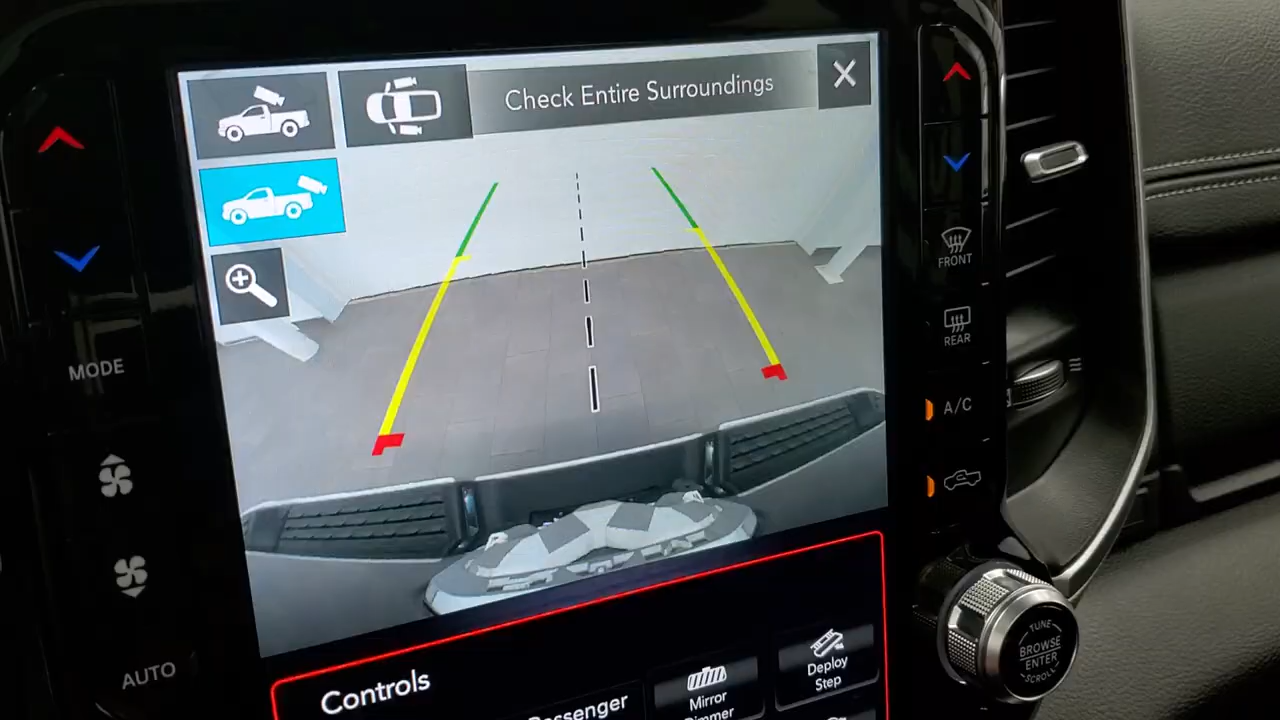 Check Entire Surroundings
MODE
AUTO
FRONT
REAR
A/C
TUNE
BROWSE
ENTER
SCROLL
Controls
Passenger
Mirror
Dimmer
Deploy
Step